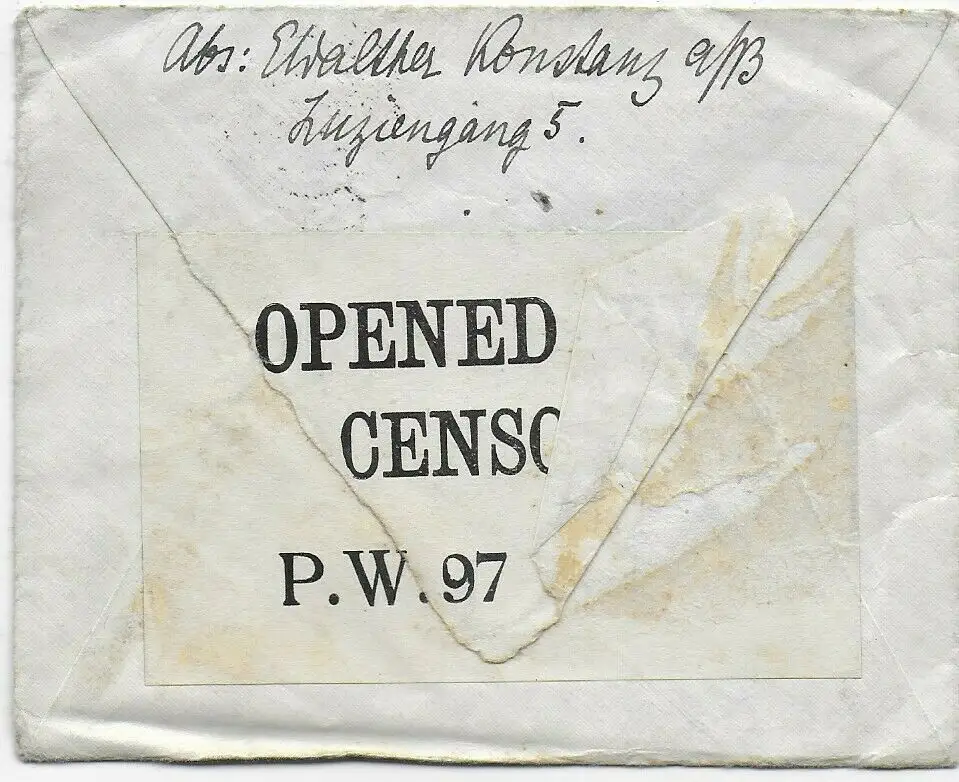 Abs: E.Walther Konstanz a/B
Luziengang 5.
OPENED
CENSO
P.W. 97